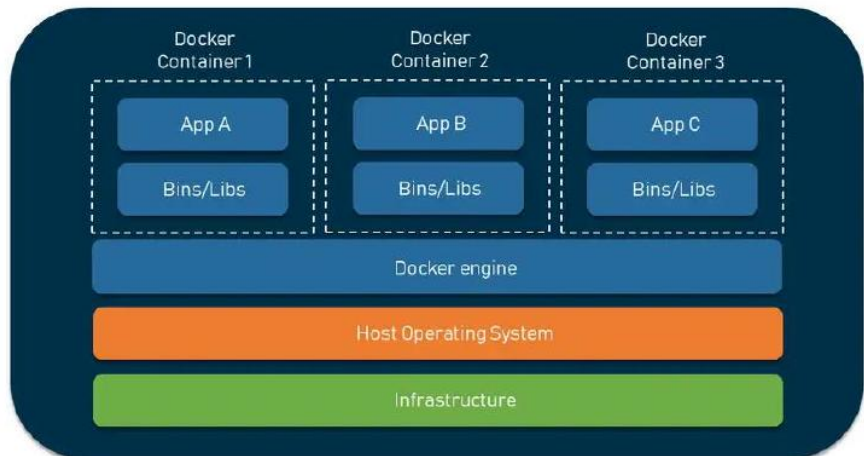 Docker
Container 1
Docker
Container 2
Docker
Container 3
App A
App B
App C
Bins/Libs
Bins/Libs
Bins/Libs
Docker engine
Host Operating System
Infrastructure